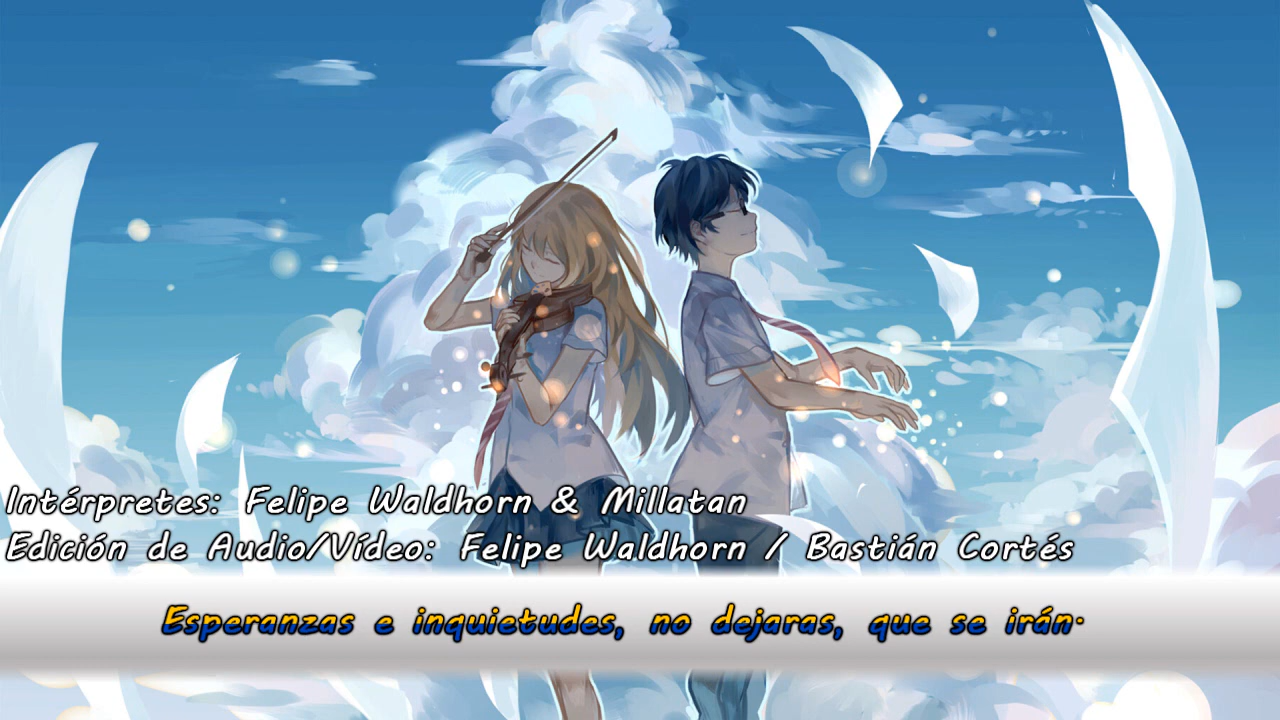 Intérpretes: Felipe Waldhorn & Millatan
Edición de Audio/Vídeo: Felipe Waldhorn / Bastián Cortés
Esperanzas e inquietudes, no dejaras, que se irán.